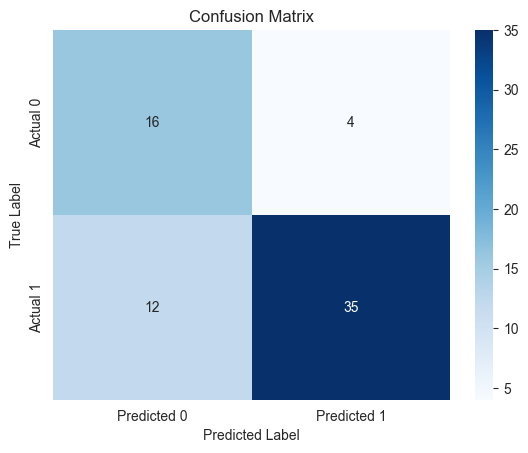 Confusion Matrix
True Label
Actual 0
Actual 1
16
4
12
35
Predicted 0
Predicted 1
Predicted Label
35
30
25
20
15
10
5